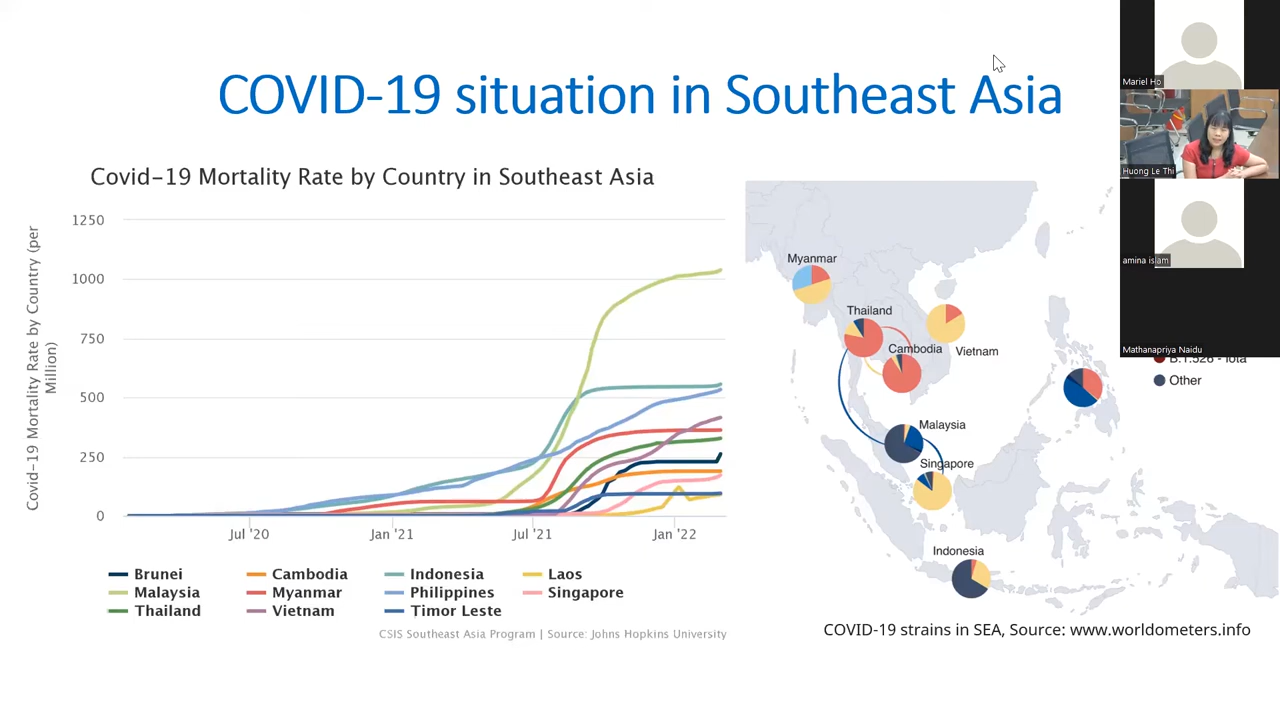 COVID-19 situation in Southeast Asia
Covid-19 Mortality Rate by Country in Southeast Asia
Covid-19 Mortality Rate by Country (per
Million)
1250
1000
750
500
250
0
Jul '20
Jan '21
Jul '21
Jan '22
Brunei
Cambodia
Indonesia
Laos
Malaysia
Myanmar
Philippines
Singapore
Thailand
Vietnam
Timor Leste
CSIS Southeast Asia Program | Source: Johns Hopkins University
Myanmar
Thailand
Cambodia
Vietnam
Malaysia
Singapore
Indonesia
B.1.526 - Iota
Other
COVID-19 strains in SEA, Source: www.worldometers.info
Mariel Ho
Huong Le Thi
amina islam
Mathanapriya Naidu